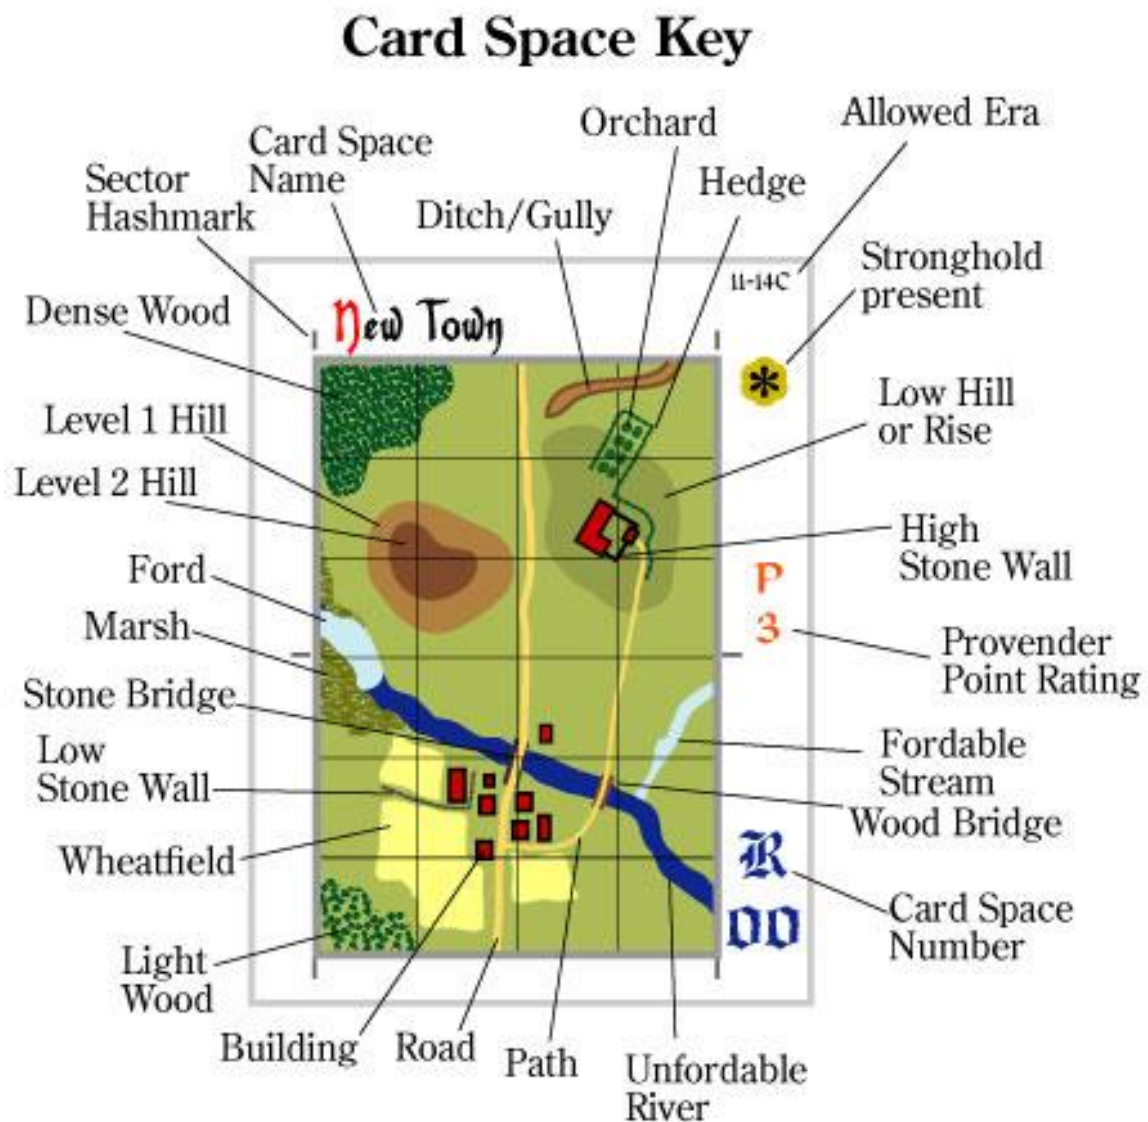 Card Space Key
Orchard
Allowed Era
Card Space
Name
Sector
Hashmark
Hedge
Ditch/Gully
11-14C
Stronghold
present
New Town
Dense Wood
*
Level 1 Hill
Low Hill
or Rise
Level 2 Hill
High
Stone Wall
Ford
P
3
Marsh
Provender
Point Rating
Stone Bridge
Low
Stone Wall
Fordable
Stream
Wood Bridge
Wheatfield
R
00
Card Space
Number
Light
Wood
Building
Road
Path
Unfordable
River